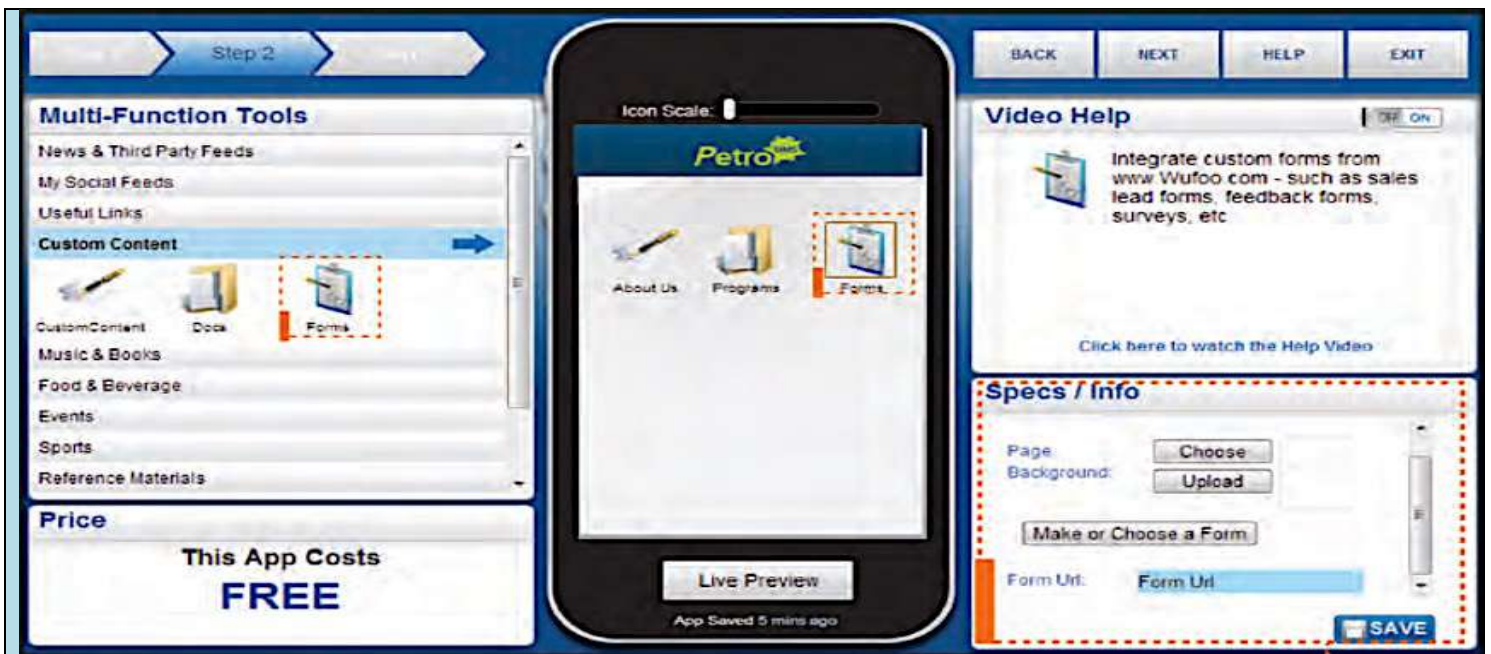 Step 2
BACK
NEXT
HELP
EXIT
Multi-Function Tools
News & Third Party Feeds
My Social Feeds
Useful Links
Custom Content
CustomContent
Docs
Forms
Music & Books
Food & Beverage
Events
Sports
Reference Materials
Price
This App Costs
FREE
Icon Scale:
Petro
About Us
Programs
Forms
Live Preview
App Saved 5 mins ago
Video Help
OFF ON
Integrate custom forms from
www.Wufoo.com - such as sales
lead forms, feedback forms,
surveys, etc
Click here to watch the Help Video
Specs / Info
Page
Background:
Choose
Upload
Make or Choose a Form
Form Url:
Form Url
SAVE